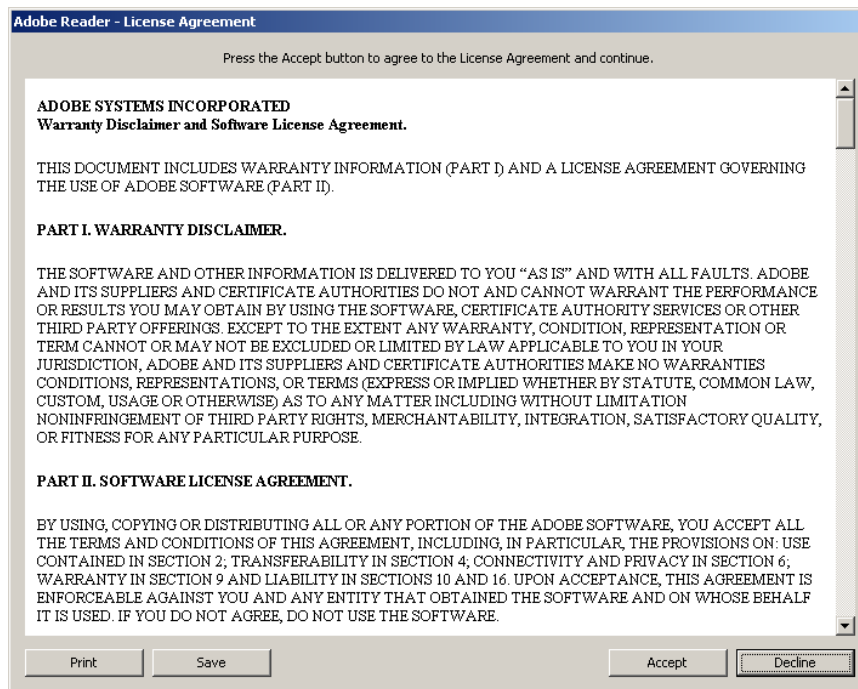 Adobe Reader - License Agreement
Press the Accept button to agree to the License Agreement and continue.
ADOBE SYSTEMS INCORPORATED
Warranty Disclaimer and Software License Agreement.
THIS DOCUMENT INCLUDES WARRANTY INFORMATION (PART I) AND A LICENSE AGREEMENT GOVERNING
THE USE OF ADOBE SOFTWARE (PART II).
PART I. WARRANTY DISCLAIMER.
THE SOFTWARE AND OTHER INFORMATION IS DELIVERED TO YOU “AS IS” AND WITH ALL FAULTS. ADOBE
AND ITS SUPPLIERS AND CERTIFICATE AUTHORITIES DO NOT AND CANNOT WARRANT THE PERFORMANCE
OR RESULTS YOU MAY OBTAIN BY USING THE SOFTWARE, CERTIFICATE AUTHORITY SERVICES OR OTHER
THIRD PARTY OFFERINGS. EXCEPT TO THE EXTENT ANY WARRANTY, CONDITION, REPRESENTATION OR
TERM CANNOT OR MAY NOT BE EXCLUDED OR LIMITED BY LAW APPLICABLE TO YOU IN YOUR
JURISDICTION, ADOBE AND ITS SUPPLIERS AND CERTIFICATE AUTHORITIES MAKE NO WARRANTIES
CONDITIONS, REPRESENTATIONS, OR TERMS (EXPRESS OR IMPLIED WHETHER BY STATUTE, COMMON LAW,
CUSTOM, USAGE OR OTHERWISE) AS TO ANY MATTER INCLUDING WITHOUT LIMITATION
NONINFRINGEMENT OF THIRD PARTY RIGHTS, MERCHANTABILITY, INTEGRATION, SATISFACTORY QUALITY,
OR FITNESS FOR ANY PARTICULAR PURPOSE.
PART II. SOFTWARE LICENSE AGREEMENT.
BY USING, COPYING OR DISTRIBUTING ALL OR ANY PORTION OF THE ADOBE SOFTWARE, YOU ACCEPT ALL
THE TERMS AND CONDITIONS OF THIS AGREEMENT, INCLUDING, IN PARTICULAR, THE PROVISIONS ON: USE
CONTAINED IN SECTION 2; TRANSFERABILITY IN SECTION 4; CONNECTIVITY AND PRIVACY IN SECTION 6;
WARRANTY IN SECTION 9 AND LIABILITY IN SECTIONS 10 AND 16. UPON ACCEPTANCE, THIS AGREEMENT IS
ENFORCEABLE AGAINST YOU AND ANY ENTITY THAT OBTAINED THE SOFTWARE AND ON WHOSE BEHALF
IT IS USED. IF YOU DO NOT AGREE, DO NOT USE THE SOFTWARE.
Print Save Accept Decline